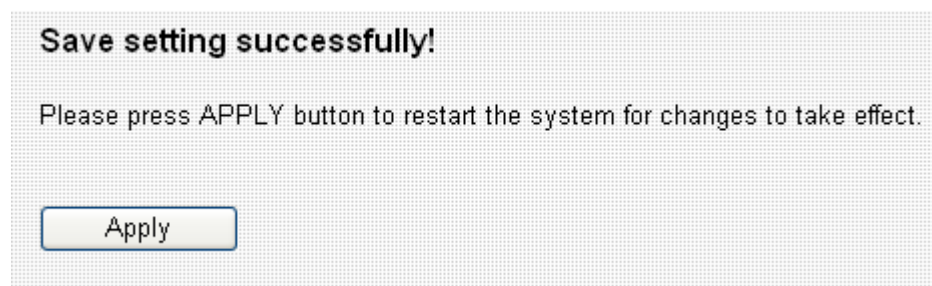 Save setting successfully!
Please press APPLY button to restart the system for changes to take effect.
Apply